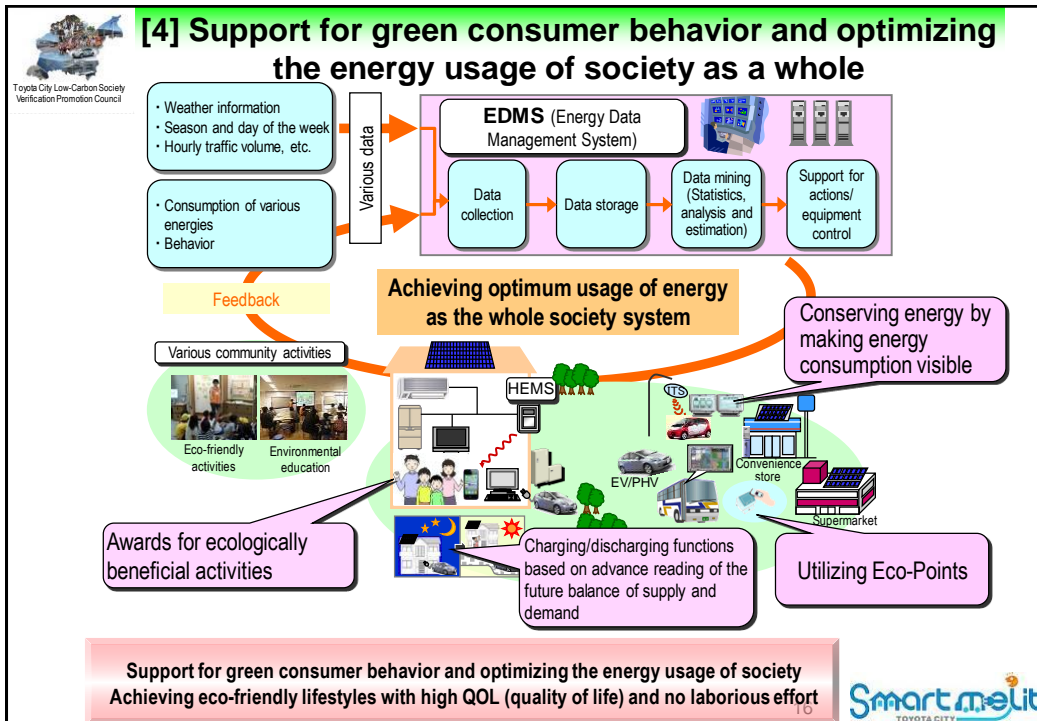 [4] Support for green consumer behavior and optimizing
the energy usage of society as a whole
Toyota City Low-Carbon Society
Verification Promotion Council
・Weather information
・Season and day of the week
・Hourly traffic volume, etc.
・Consumption of various
energies
・Behavior
Various data
EDMS (Energy Data
Management System)
Data
collection
Data storage
Data mining
(Statistics,
analysis and
estimation)
Support for
actions/
equipment
control
Feedback
Achieving optimum usage of energy
as the whole society system
Conserving energy by
making energy
consumption visible
Various community activities
Eco-friendly
activities
Environmental
education
HEMS
ITS
EV/PHV
Convenience
store
Supermarket
Awards for ecologically
beneficial activities
Charging/discharging functions
based on advance reading of the
future balance of supply and
demand
Utilizing Eco-Points
Support for green consumer behavior and optimizing the energy usage of society
Achieving eco-friendly lifestyles with high QOL (quality of life) and no laborious effort
16
Smart melit
TOYOTA CITY